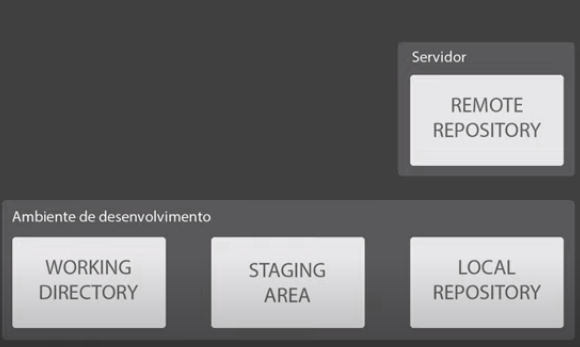 Servidor
REMOTE
REPOSITORY
Ambiente de desenvolvimento
WORKING
DIRECTORY
STAGING
AREA
LOCAL
REPOSITORY